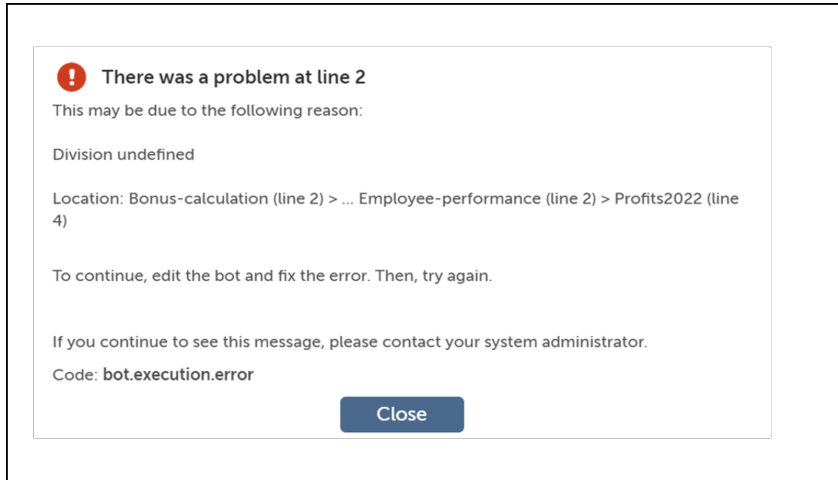 There was a problem at line 2
This may be due to the following reason:
Division undefined
Location: Bonus-calculation (line 2) > ... Employee-performance (line 2) > Profits2022 (line
4)
To continue, edit the bot and fix the error. Then, try again.
If you continue to see this message, please contact your system administrator.
Code: bot.execution.error
Close